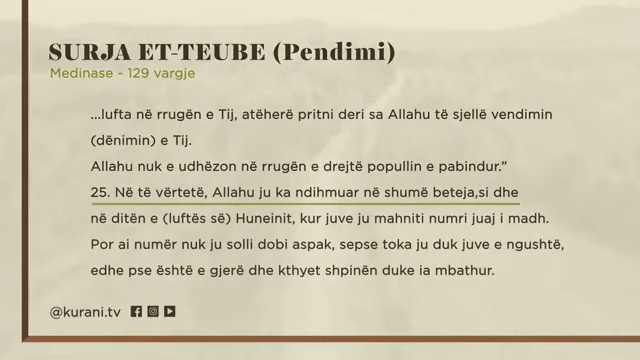 SURJA ET-TEUBE (Pendimi)
Medinase - 129 vargje
...lufta në rrugën e Tij, atëherë pritni deri sa Allahu të sjellë vendimin
(dënimin) e Tij.
Allahu nuk e udhëzon në rrugën e drejtë popullin e pabindur.”
25. Në të vërtetë, Allahu ju ka ndihmuar në shumë beteja,si dhe
në ditën e (luftës së) Huneinit, kur juve ju mahniti numri juaj i madh.
Por ai numër nuk ju solli dobi aspak, sepse toka ju duk juve e ngushtë,
edhe pse është e gjerë dhe kthyet shpinën duke ia mbathur.
@kurani.tv